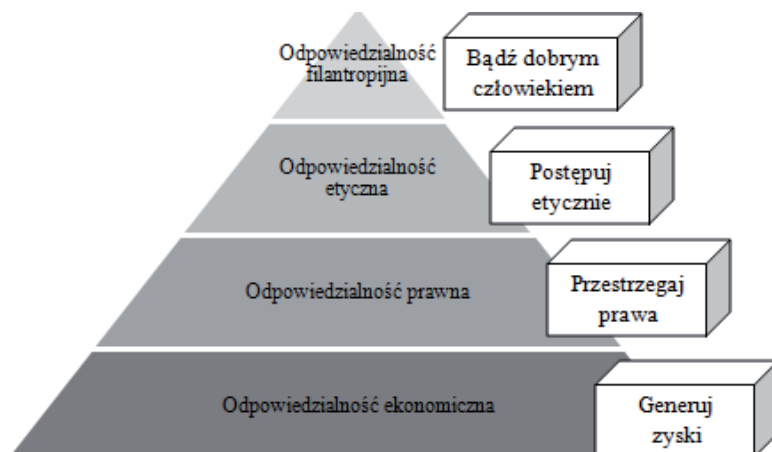 Odpowiedzialność
filantropijna
Bądź dobrym
człowiekiem
Odpowiedzialność
etyczna
Postępuj
etycznie
Odpowiedzialność prawna
Przestrzegaj
prawa
Odpowiedzialność ekonomiczna
Generuj
zyski